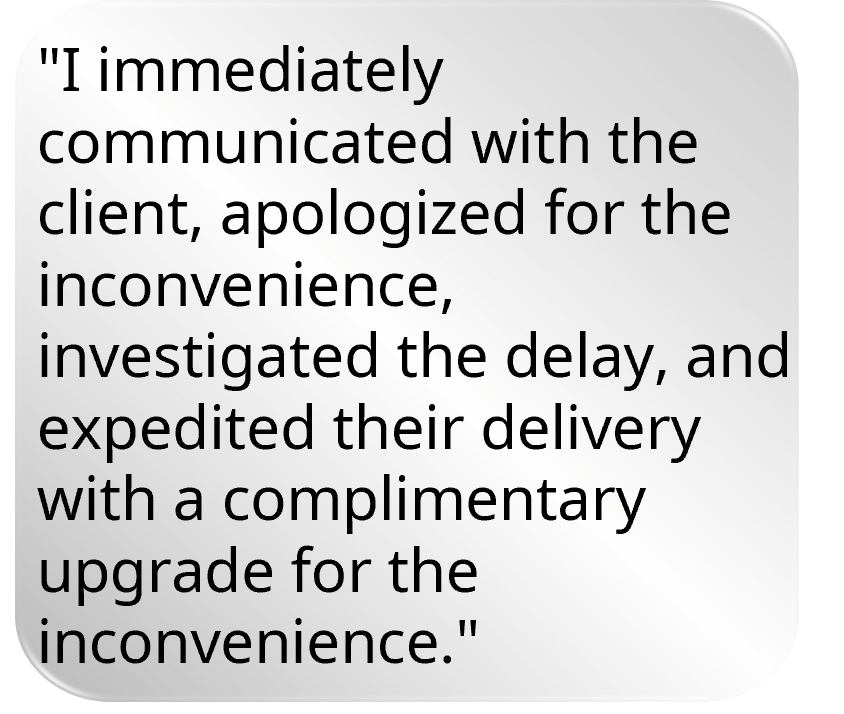 "I immediately
communicated with the
client, apologized for the
inconvenience,
investigated the delay, and
expedited their delivery
with a complimentary
upgrade for the
inconvenience."